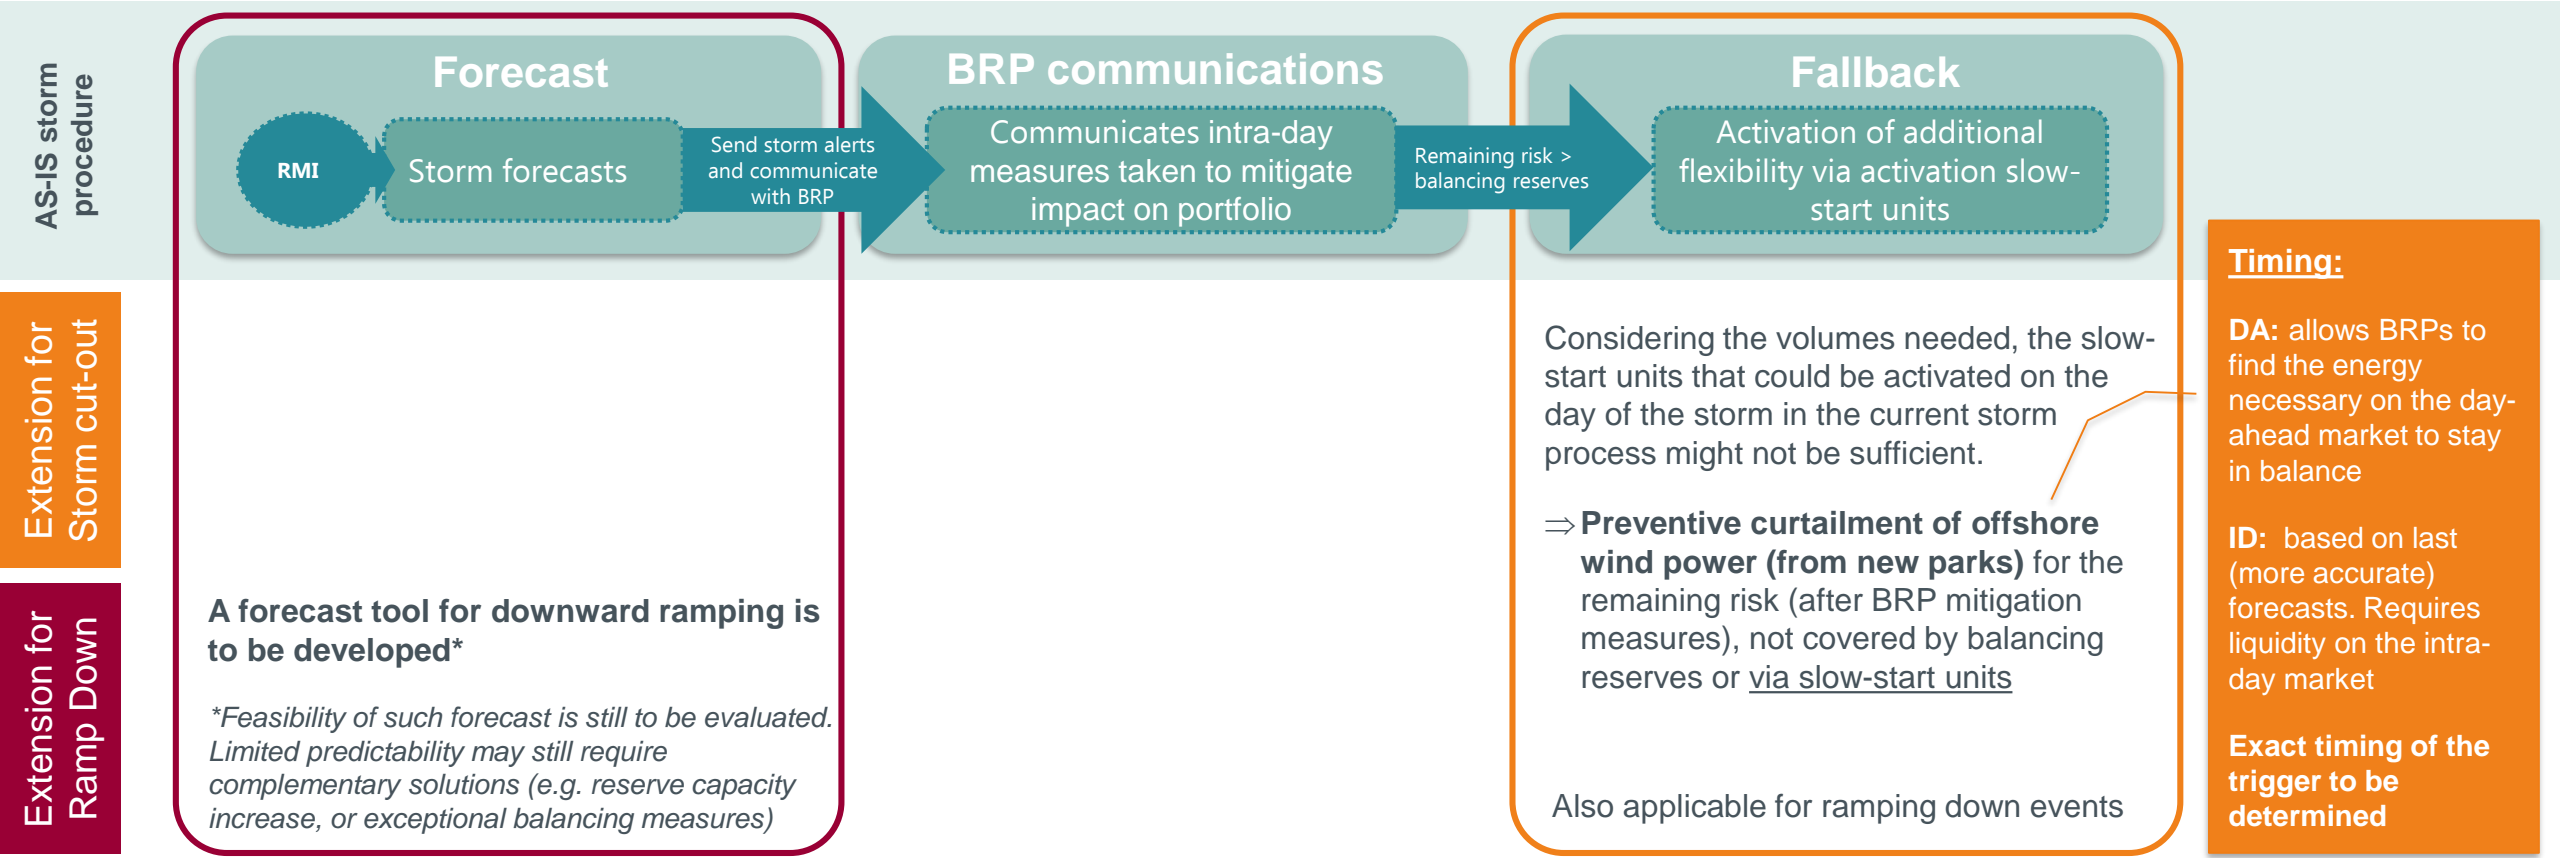 AS-IS storm
procedure
Forecast
RMI
Storm forecasts
Send storm alerts
and communicate
with BRP
BRP communications
Communicates intra-day
measures taken to mitigate
impact on portfolio
Remaining risk >
balancing reserves
Fallback
Activation of additional
flexibility via activation slow-
start units
Extension for
Storm cut-out
Considering the volumes needed, the slow-
start units that could be activated on the
day of the storm in the current storm
process might not be sufficient.
⇒ Preventive curtailment of offshore
wind power (from new parks) for the
remaining risk (after BRP mitigation
measures), not covered by balancing
reserves or via slow-start units
Extension for
Ramp Down
A forecast tool for downward ramping is
to be developed*
*Feasibility of such forecast is still to be evaluated.
Limited predictability may still require
complementary solutions (e.g. reserve capacity
increase, or exceptional balancing measures)
Also applicable for ramping down events
Timing:
DA: allows BRPs to
find the energy
necessary on the day-
ahead market to stay
in balance
ID: based on last
(more accurate)
forecasts. Requires
liquidity on the intra-
day market
Exact timing of the
trigger to be
determined